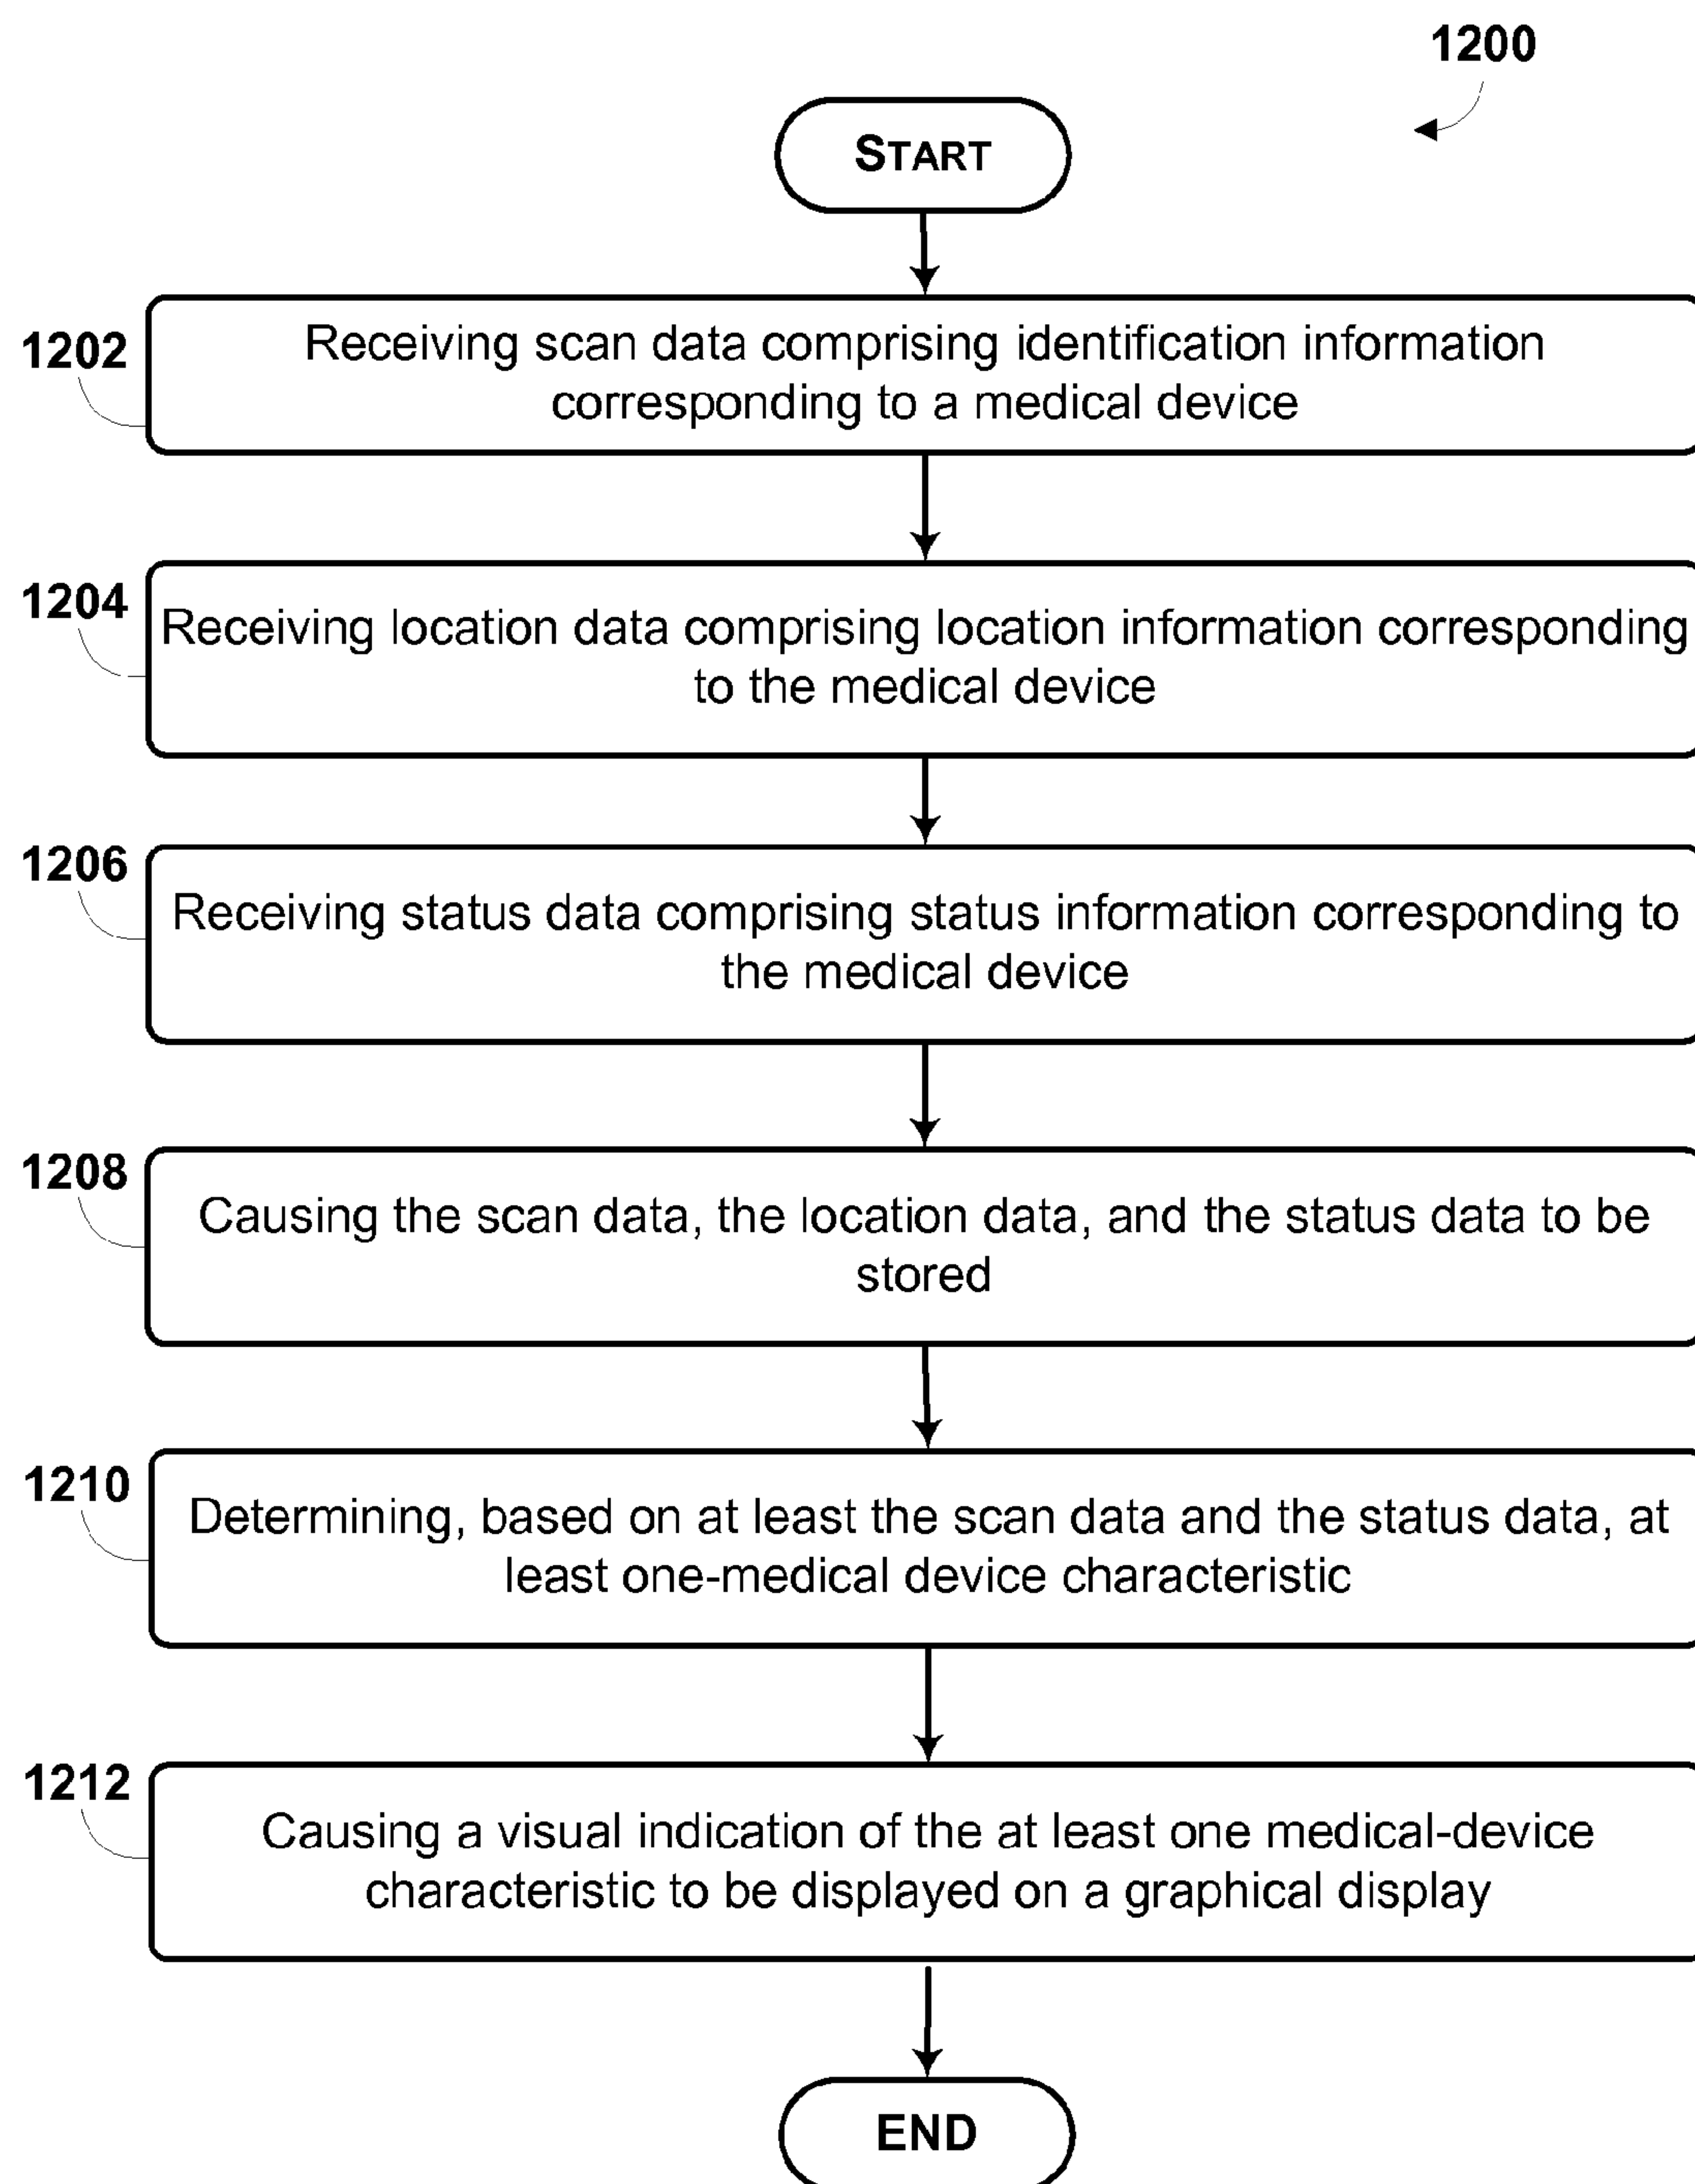 1200
START
1202
Receiving scan data comprising identification information
corresponding to a medical device
1204
Receiving location data comprising location information corresponding
to the medical device
1206
Receiving status data comprising status information corresponding to
the medical device
1208
Causing the scan data, the location data, and the status data to be
stored
1210
Determining, based on at least the scan data and the status data, at
least one-medical device characteristic
1212
Causing a visual indication of the at least one medical-device
characteristic to be displayed on a graphical display
END